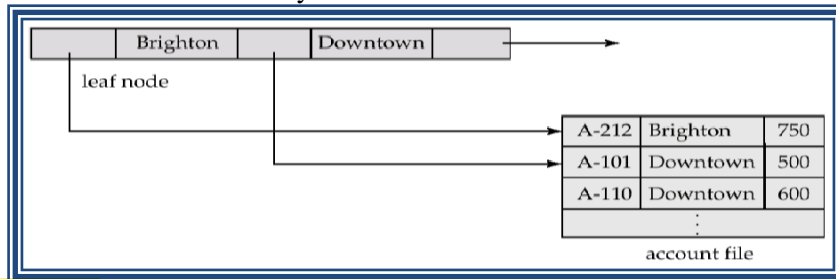 Brighton Downtown
leaf node
A-212 Brighton 750
A-101 Downtown 500
A-110 Downtown 600
⋮
account file